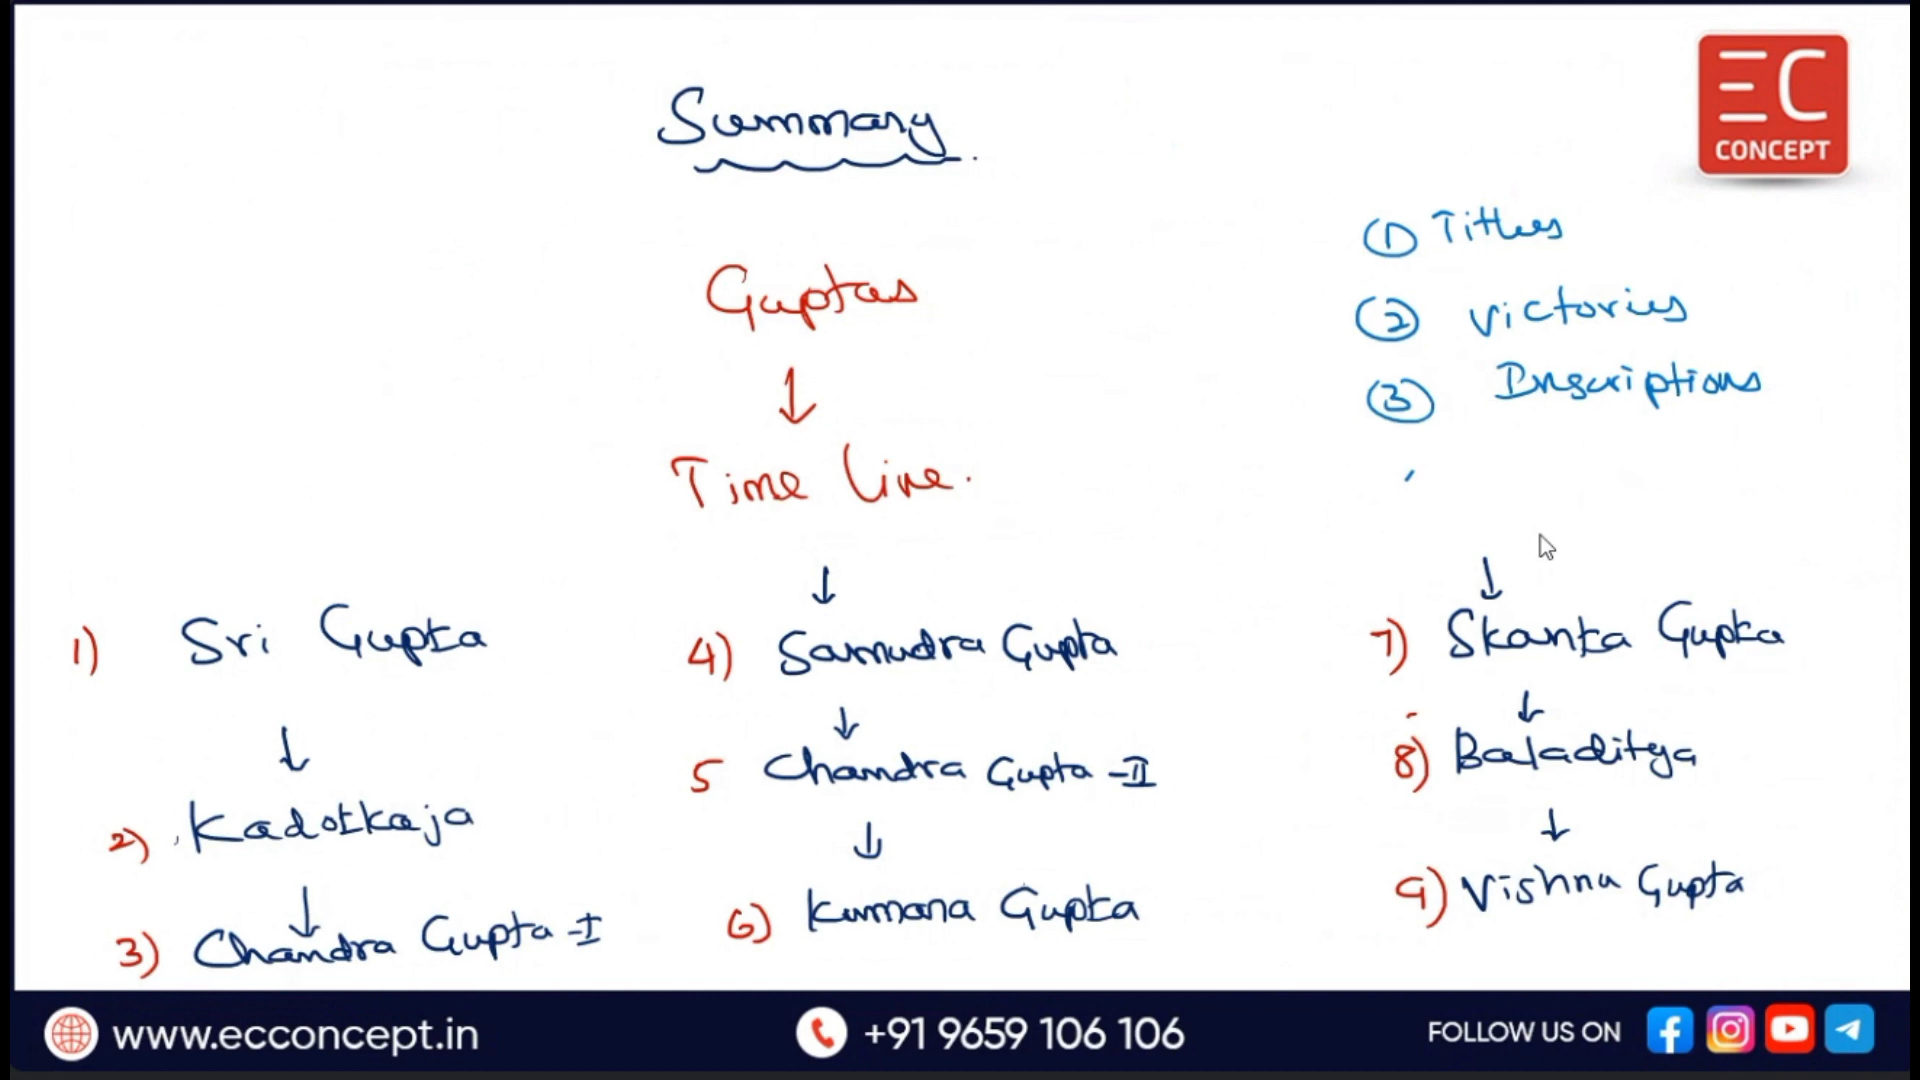 Summary
EC
CONCEPT
Guptas
① Titles
② Victories
③ Inscriptions
↓
Time line.
1) Sri Gupta
↓
2) Kadotkaja
↓
3) Chandra Gupta -I
↓
4) Samudra Gupta
↓
5 Chandra Gupta -II
↓
6) Kumana Gupta
↓
7) Skanta Gupta
↓
8) Baladitya
↓
9) Vishnu Gupta
www.ecconcept.in
+91 9659 106 106
FOLLOW US ON